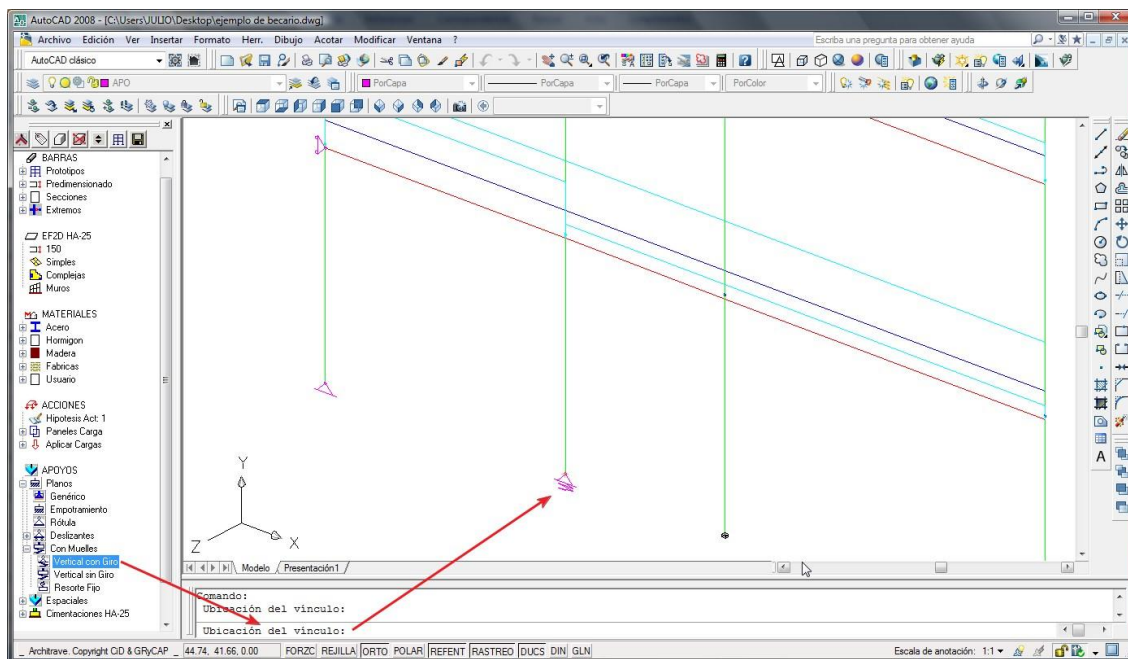 AutoCAD 2008 - [C:\Users\JULIO\Desktop\ejemplo de becario.dwg]
Archivo Edición Ver Insertar Formato Herr. Dibujo Acotar Modificar Ventana ? Escriba una pregunta para obtener ayuda
AutoCAD clásico
APO PorCapa PorCapa PorCapa PorColor
BARRAS
Prototipos
Predimensionado
Secciones
Extremos
EF2D HA-25
150
Simples
Complejas
Muros
MATERIALES
Acero
Hormigon
Madera
Fabricas
Usuario
ACCIONES
Hipotesis Act: 1
Paneles Carga
Aplicar Cargas
APOYOS
Planos
Genérico
Empotramiento
Rótula
Deslizantes
Con Muelles
Vertical con Giro
Vertical sin Giro
Resorte Fijo
Espaciales
Cimentaciones HA-25
Y
Z X
Modelo Presentación1
Comando:
Ubicación del vínculo:
Ubicación del vínculo:
_ Architrave. Copyright CiD & GRyCAP _ 44.74, 41.66, 0.00 FORZC REJILLA ORTO POLAR REFENT RASTREO DUCS DIN GLN Escala de anotación: 1:1
A